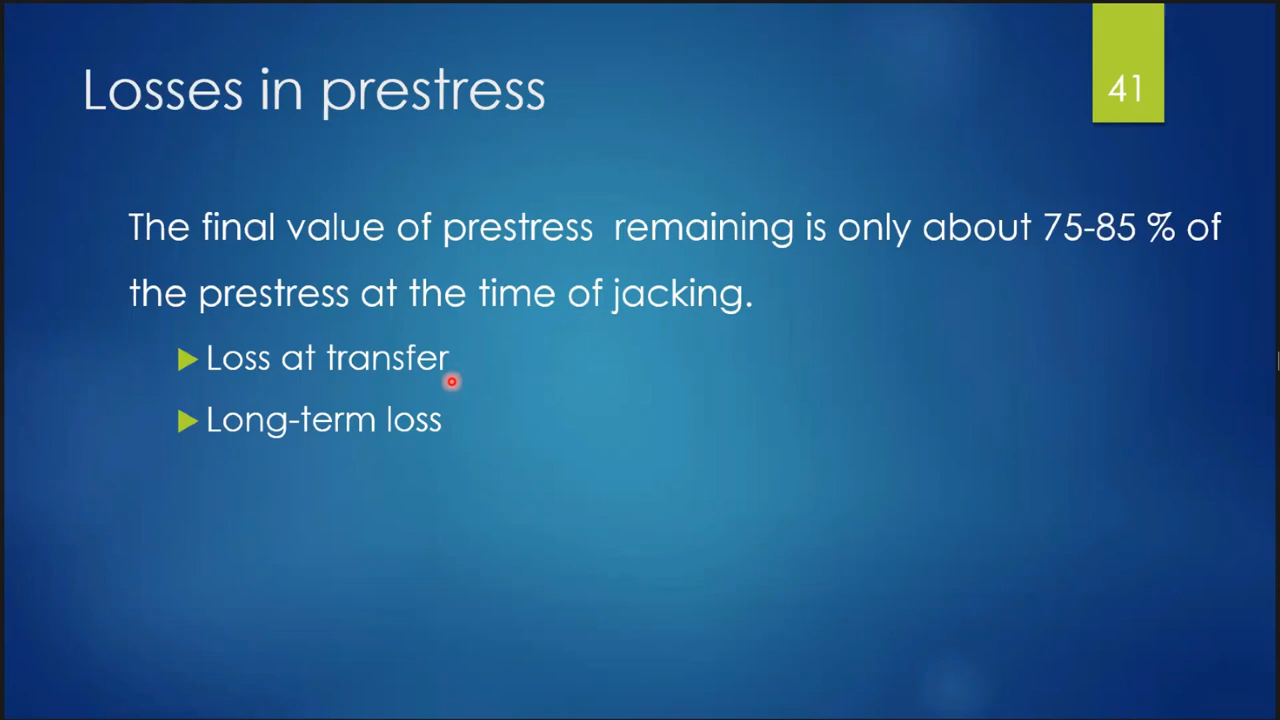 Losses in prestress
41
The final value of prestress remaining is only about 75-85 % of
the prestress at the time of jacking.
Loss at transfer
Long-term loss